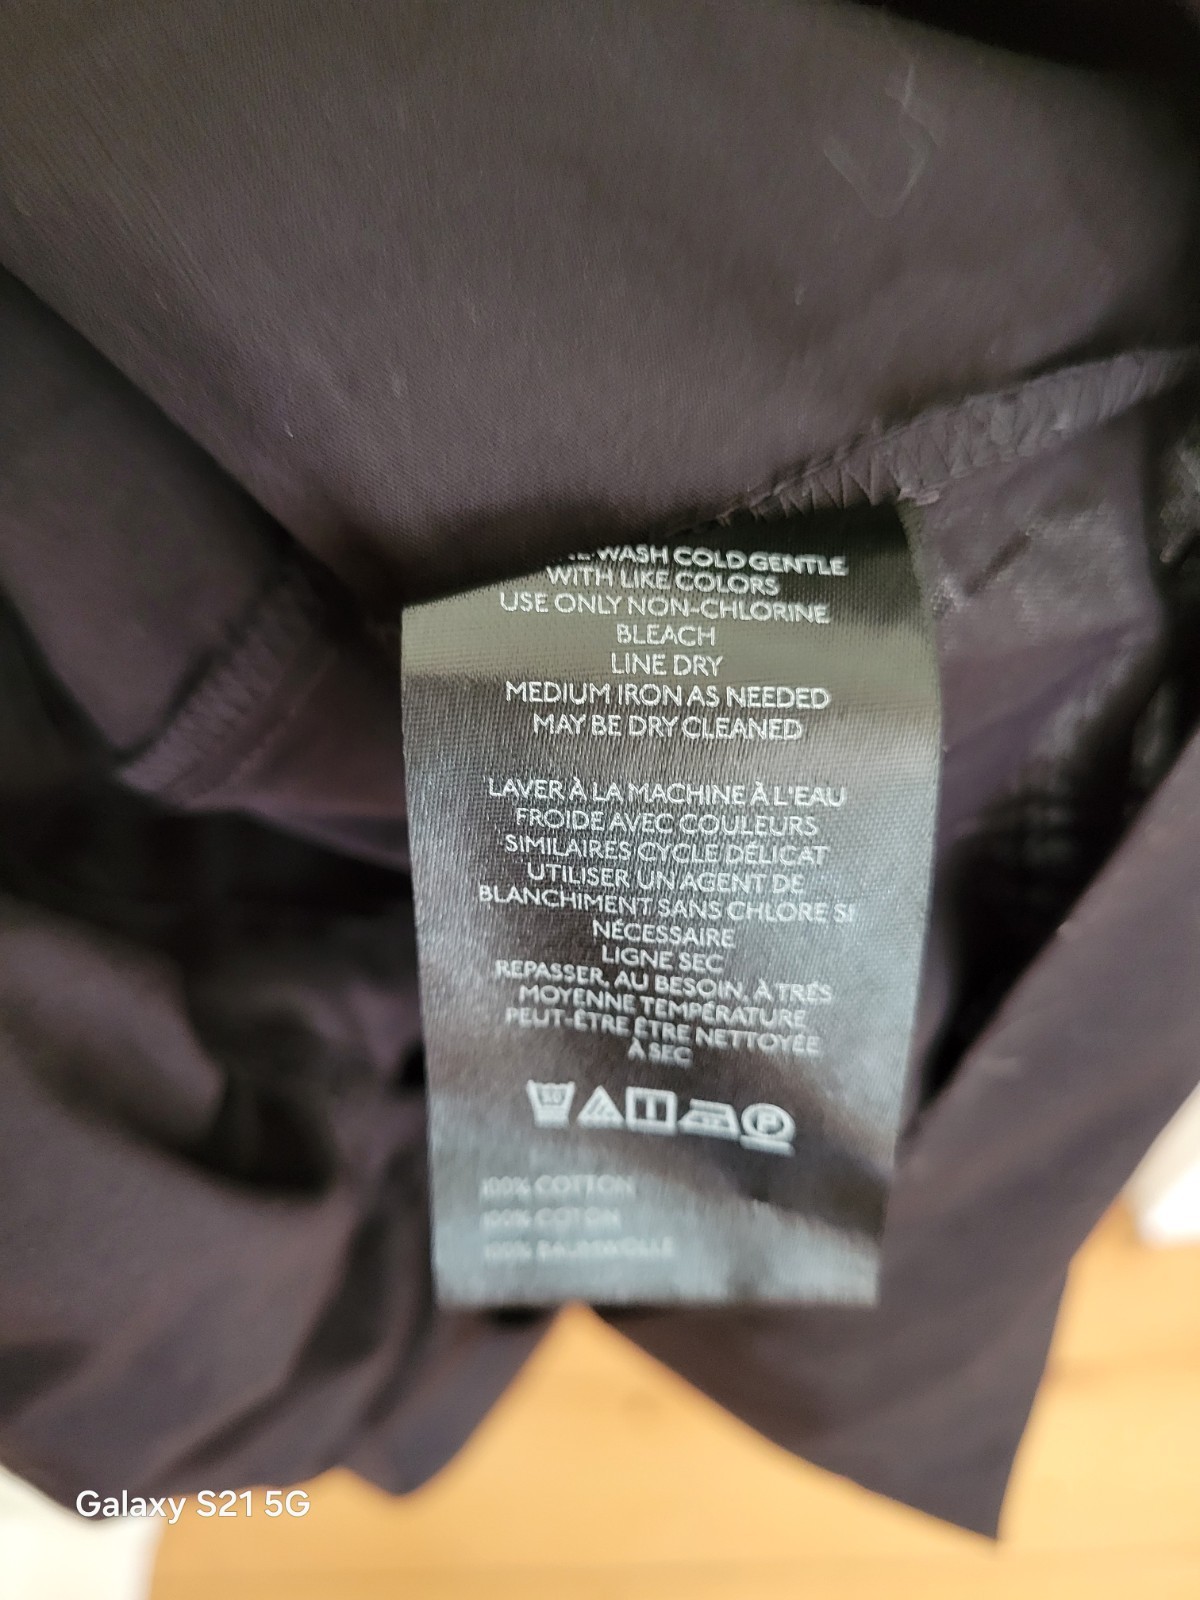 WASH COLD GENTLE
WITH LIKE COLORS
USE ONLY NON-CHLORINE
BLEACH
LINE DRY
MEDIUM IRON AS NEEDED
MAY BE DRY CLEANED
LAVER À LA MACHINE À L'EAU
FROIDE AVEC COULEURS
SIMILAIRES CYCLE DÉLICAT
UTILISER UN AGENT DE
BLANCHIMENT SANS CHLORE SI
NÉCESSAIRE
LIGNE SEC
REPASSER, AU BESOIN, À TRÈS
MOYENNE TEMPÉRATURE
PEUT-ÊTRE ÊTRE NETTOYÉE
À SEC
P
100% COTTON
100% COTON
100% BAUMWOLLE
Galaxy S21 5G